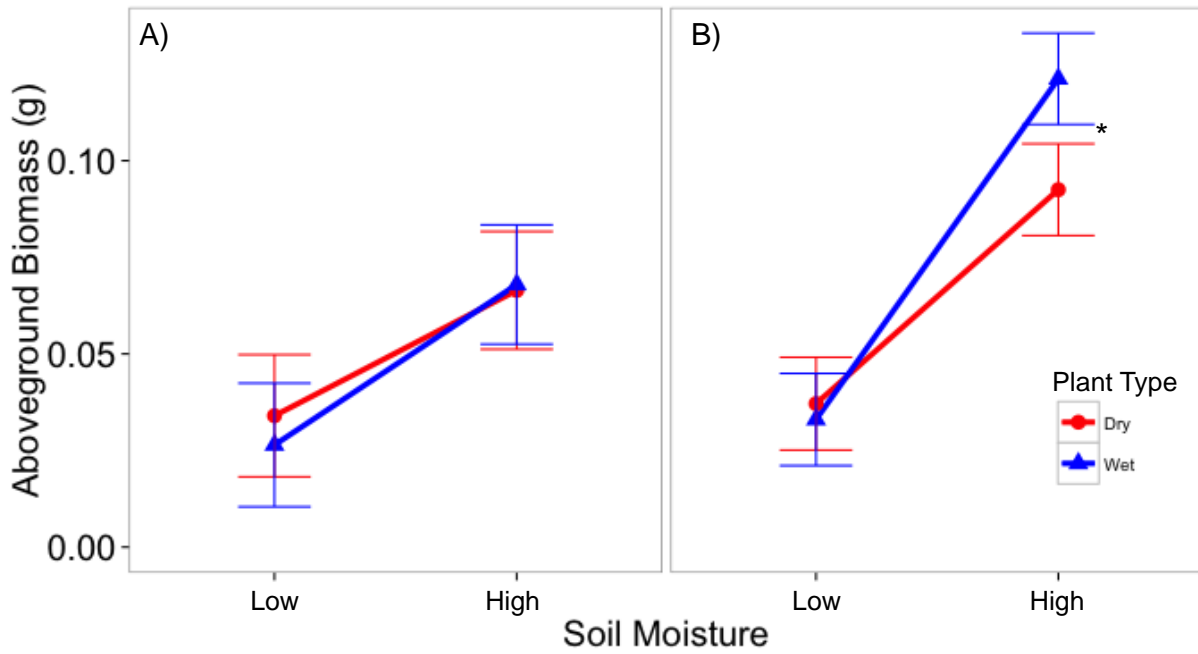 A)
B)
Aboveground Biomass (g)
0.10
0.05
0.00
*
Plant Type
Dry
Wet
Low
High
Low
High
Soil Moisture